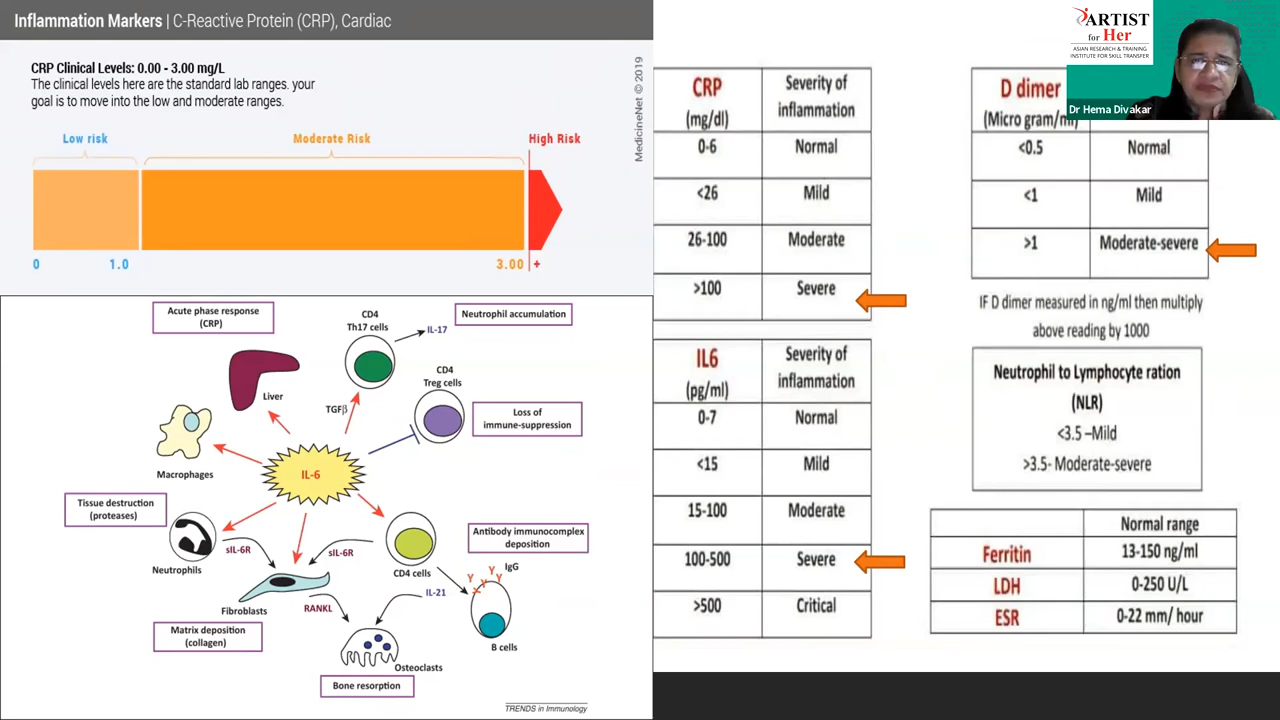 Inflammation Markers | C-Reactive Protein (CRP), Cardiac
CRP Clinical Levels: 0.00 - 3.00 mg/L
The clinical levels here are the standard lab ranges. your
goal is to move into the low and moderate ranges.
Low risk
Moderate Risk
High Risk
0
1.0
3.00
+
MedicineNet © 2019
Acute phase response
(CRP)
CD4
Th17 cells
IL-17
Neutrophil accumulation
CD4
Treg cells
Liver
TGFβ
Loss of
immune-suppression
Macrophages
IL-6
Tissue destruction
(proteases)
Neutrophils
sIL-6R
sIL-6R
CD4 cells
Antibody immunocomplex
deposition
IgG
Y
Y
Y
Y
Y
Fibroblasts
RANKL
IL-21
B cells
Matrix deposition
(collagen)
Osteoclasts
Bone resorption
TRENDS in Immunology
CRP
(mg/dl)
Severity of
inflammation
0-6
Normal
<26
Mild
26-100
Moderate
>100
Severe
IL6
(pg/ml)
Severity of
inflammation
0-7
Normal
<15
Mild
15-100
Moderate
100-500
Severe
>500
Critical
D dimer
(Micro gram/ml)
<0.5
Normal
<1
Mild
>1
Moderate-severe
IF D dimer measured in ng/ml then multiply
above reading by 1000
Neutrophil to Lymphocyte ration
(NLR)
<3.5 –Mild
>3.5- Moderate-severe
Normal range
Ferritin
13-150 ng/ml
LDH
0-250 U/L
ESR
0-22 mm/ hour
ARTIST
for Her
ASIAN RESEARCH & TRAINING
INSTITUTE FOR SKILL TRANSFER
Dr Hema Divakar